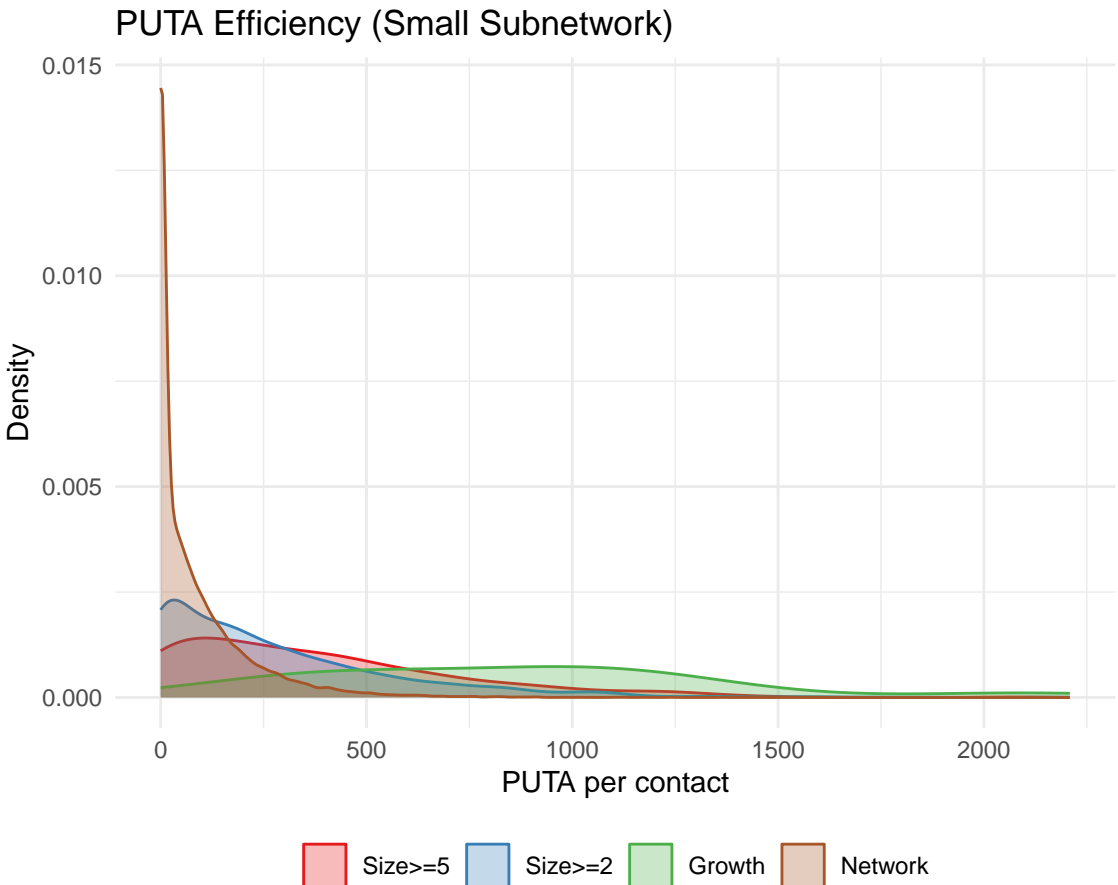 PUTA Efficiency (Small Subnetwork)
0.015
0.010
0.005
0.000
Density
0 500 1000 1500 2000
PUTA per contact
Size>=5 Size>=2 Growth Network